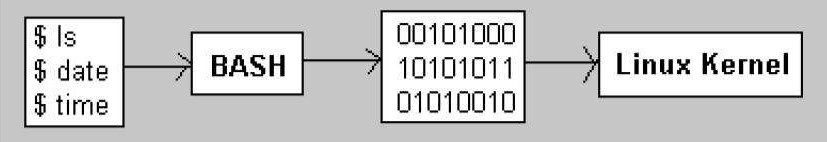 $ ls
$ date
$ time
BASH
00101000
10101011
01010010
Linux Kernel